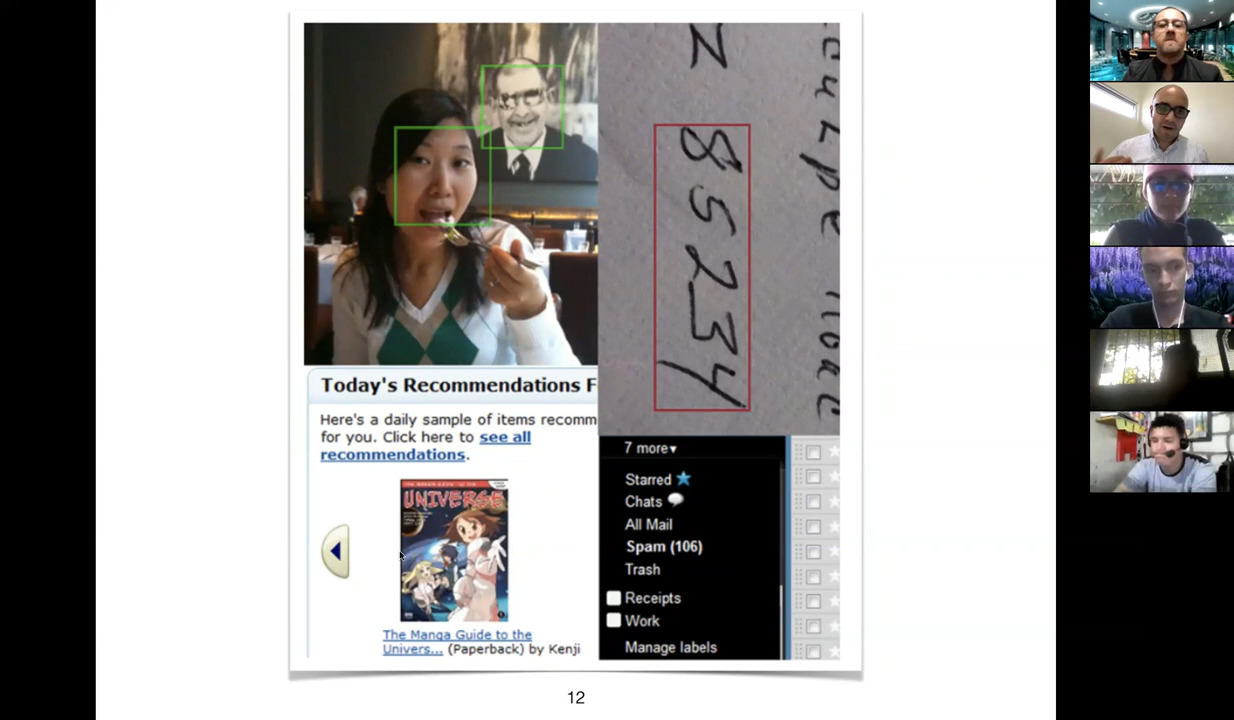 Z
85234
Today's Recommendations F
Here's a daily sample of items recomm
for you. Click here to see all
recommendations.
UNIVERSE
The Manga Guide to the
Univers... (Paperback) by Kenji
7 more▾
Starred
Chats
All Mail
Spam (106)
Trash
Receipts
Work
Manage labels
12